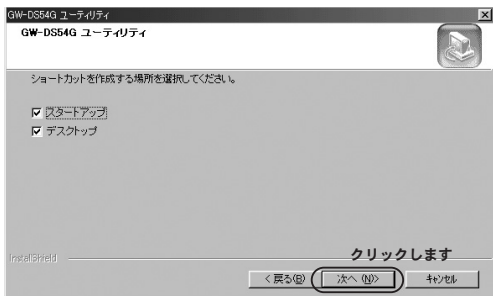 GW-DS54G ユーティリティ
GW-DS54G ユーティリティ
ショートカットを作成する場所を選択してください。
スタートアップ
デスクトップ
クリックします
InstallShield
< 戻る(B)
次へ (N)>
キャンセル